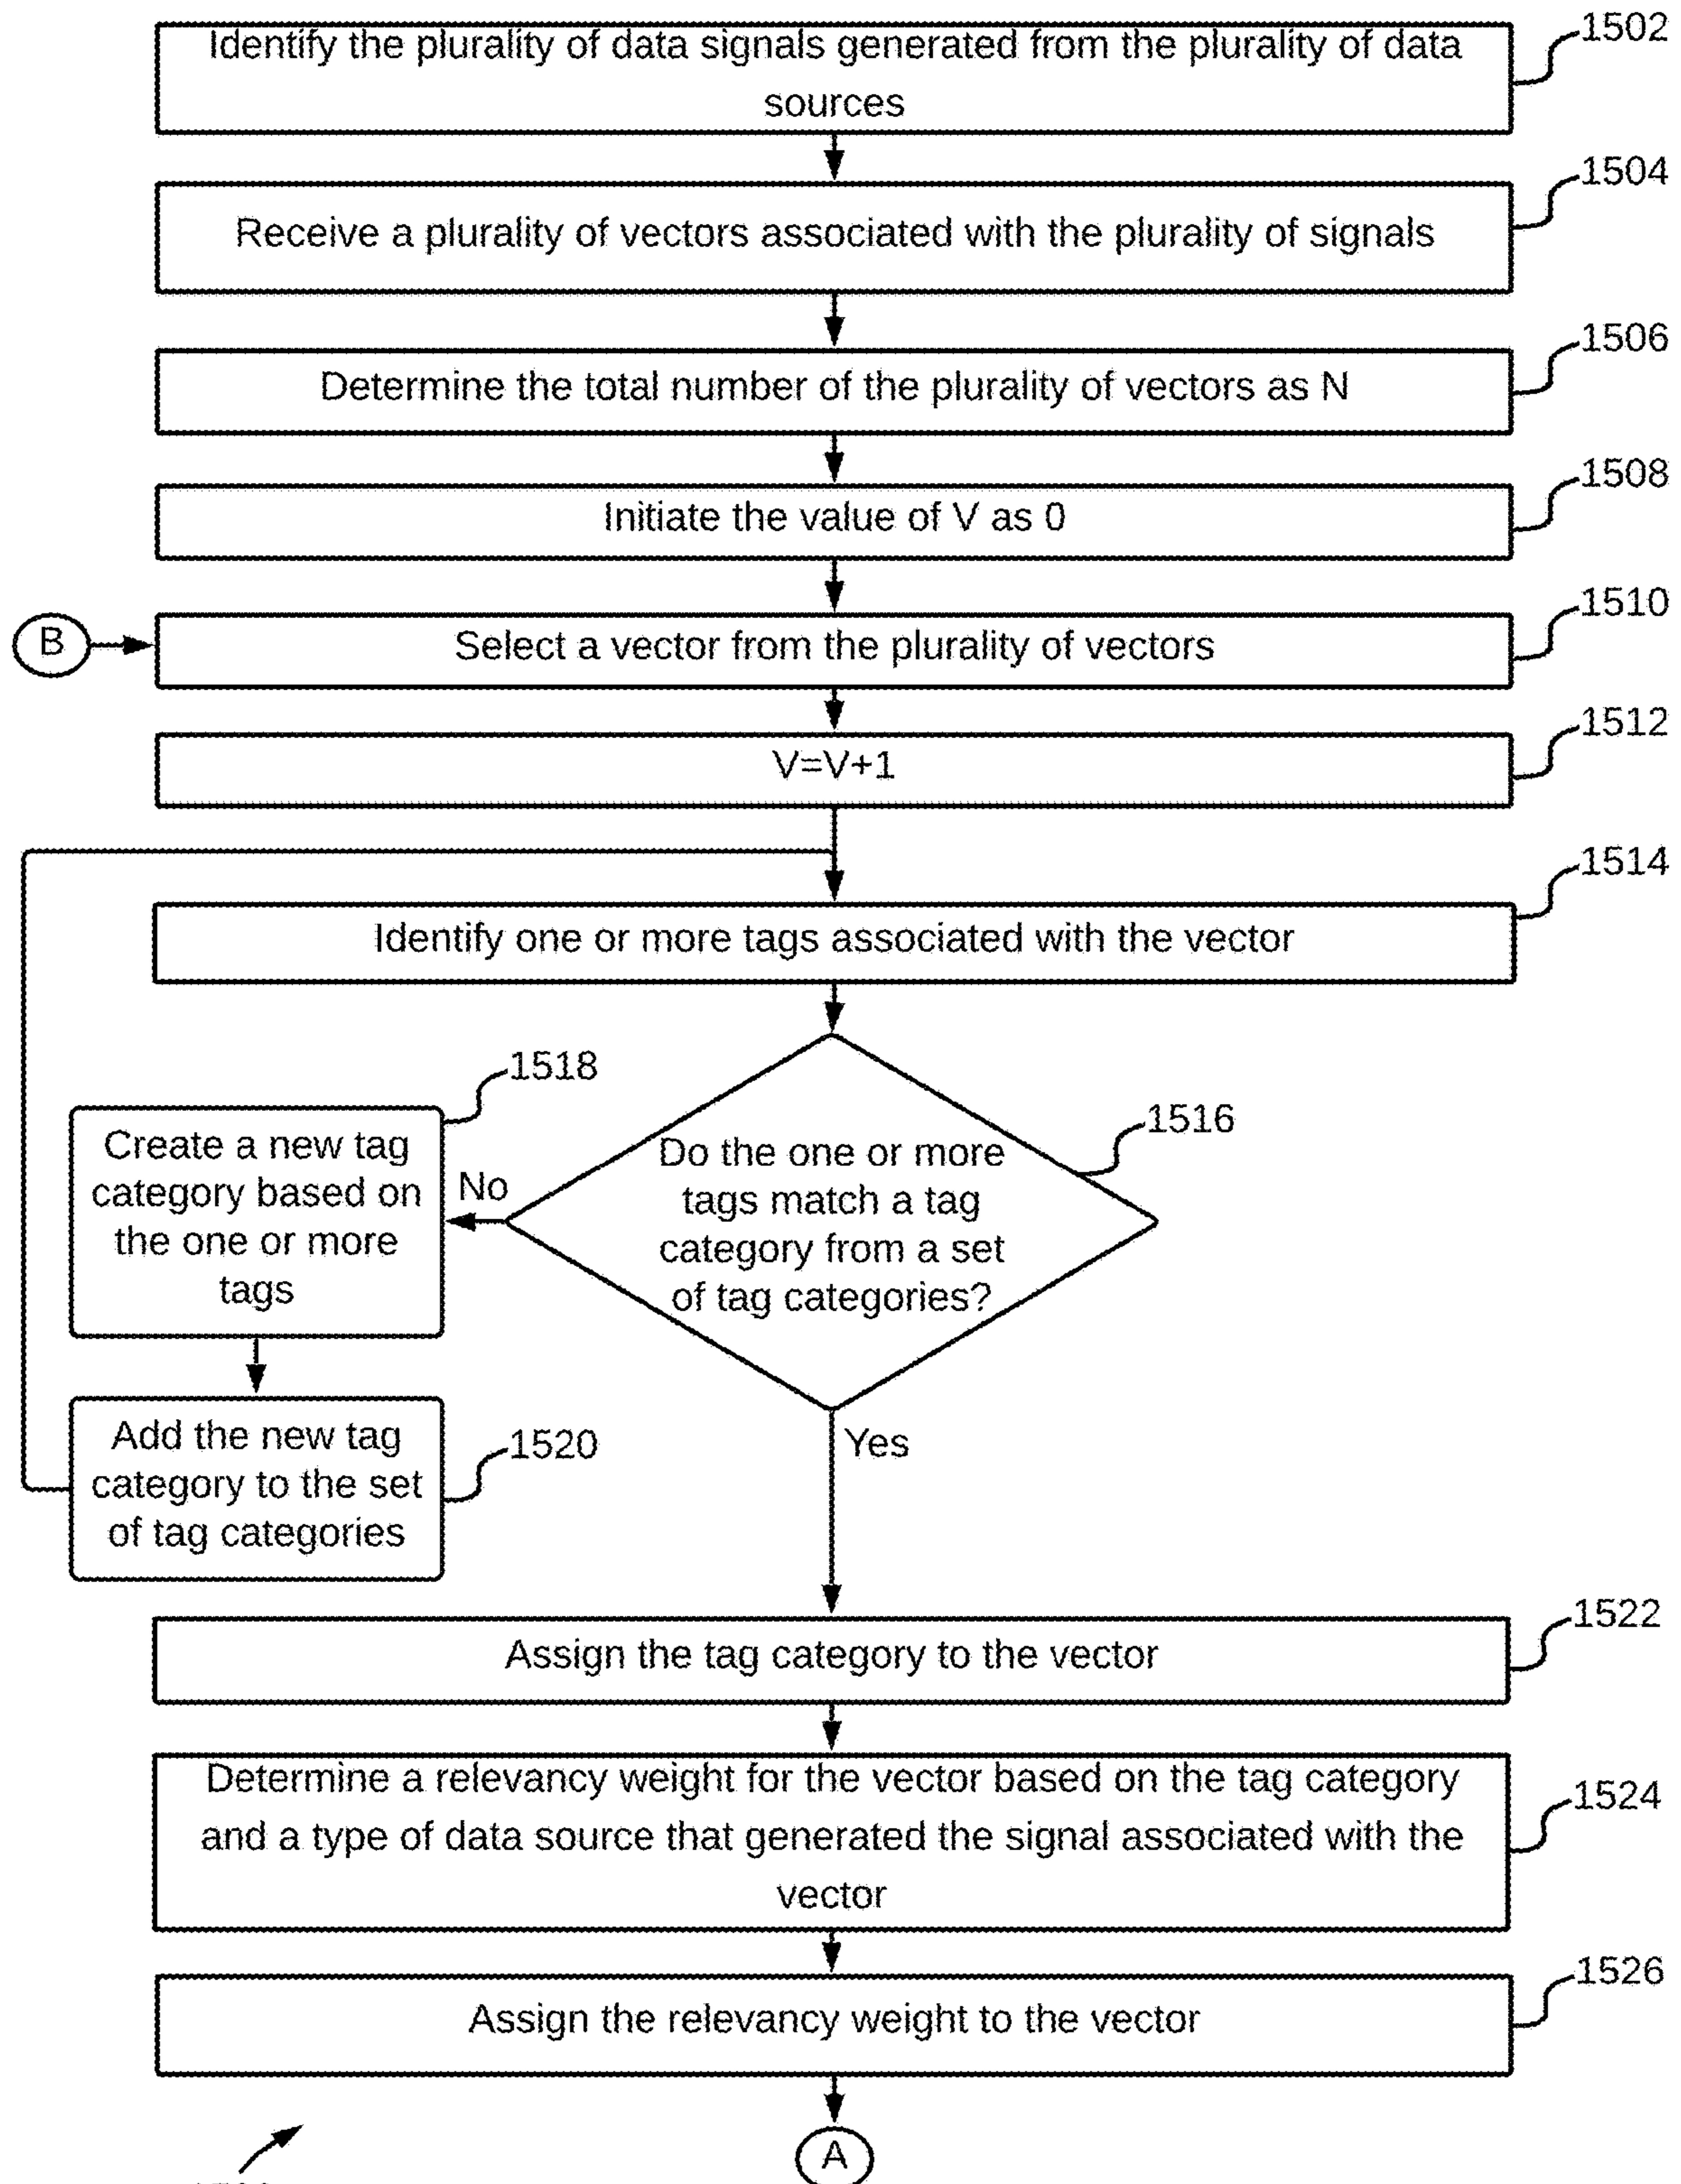 Identify the plurality of data signals generated from the plurality of data
sources
1502
Receive a plurality of vectors associated with the plurality of signals
1504
Determine the total number of the plurality of vectors as N
1506
Initiate the value of V as 0
1508
B
Select a vector from the plurality of vectors
1510
V=V+1
1512
Identify one or more tags associated with the vector
1514
Do the one or more
tags match a tag
category from a set
of tag categories?
1516
No
Create a new tag
category based on
the one or more
tags
1518
Add the new tag
category to the set
of tag categories
1520
Yes
Assign the tag category to the vector
1522
Determine a relevancy weight for the vector based on the tag category
and a type of data source that generated the signal associated with the
vector
1524
Assign the relevancy weight to the vector
1526
A